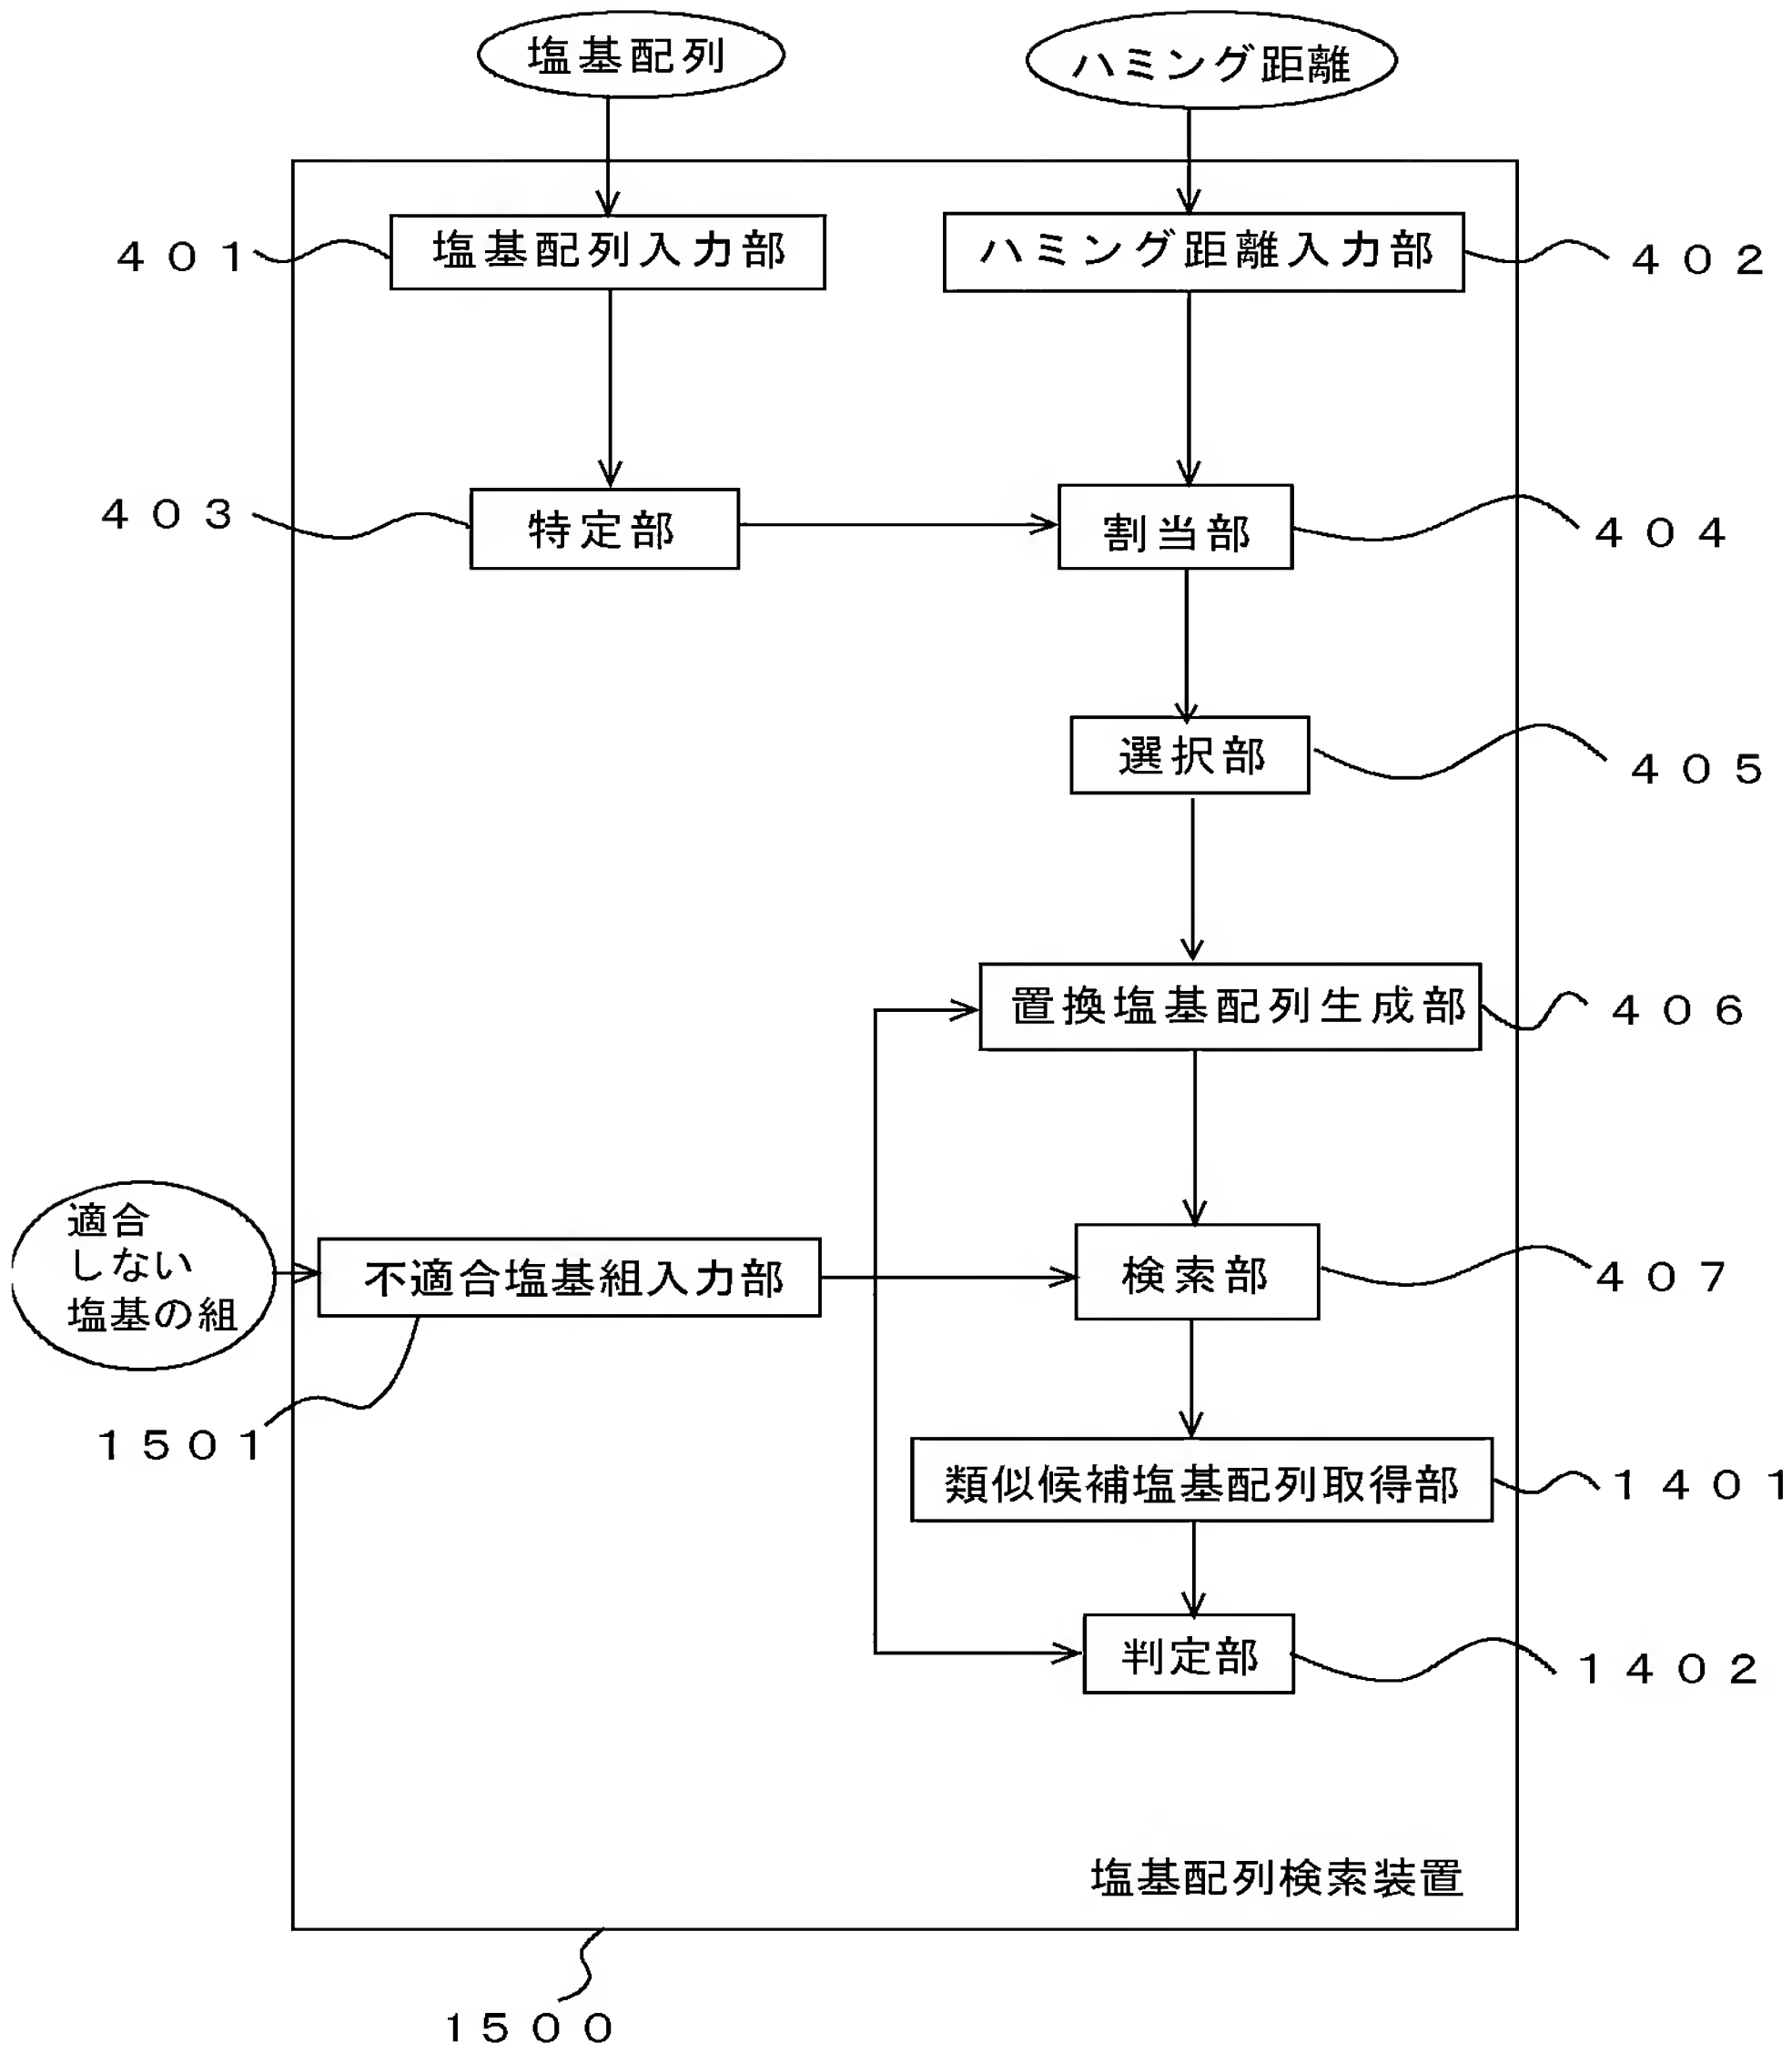 塩基配列
ハミング距離
401
塩基配列入力部
ハミング距離入力部
402
403
特定部
割当部
404
選択部
405
置換塩基配列生成部
406
適合
しない
塩基の組
不適合塩基組入力部
検索部
407
1501
類似候補塩基配列取得部
1401
判定部
1402
塩基配列検索装置
1500